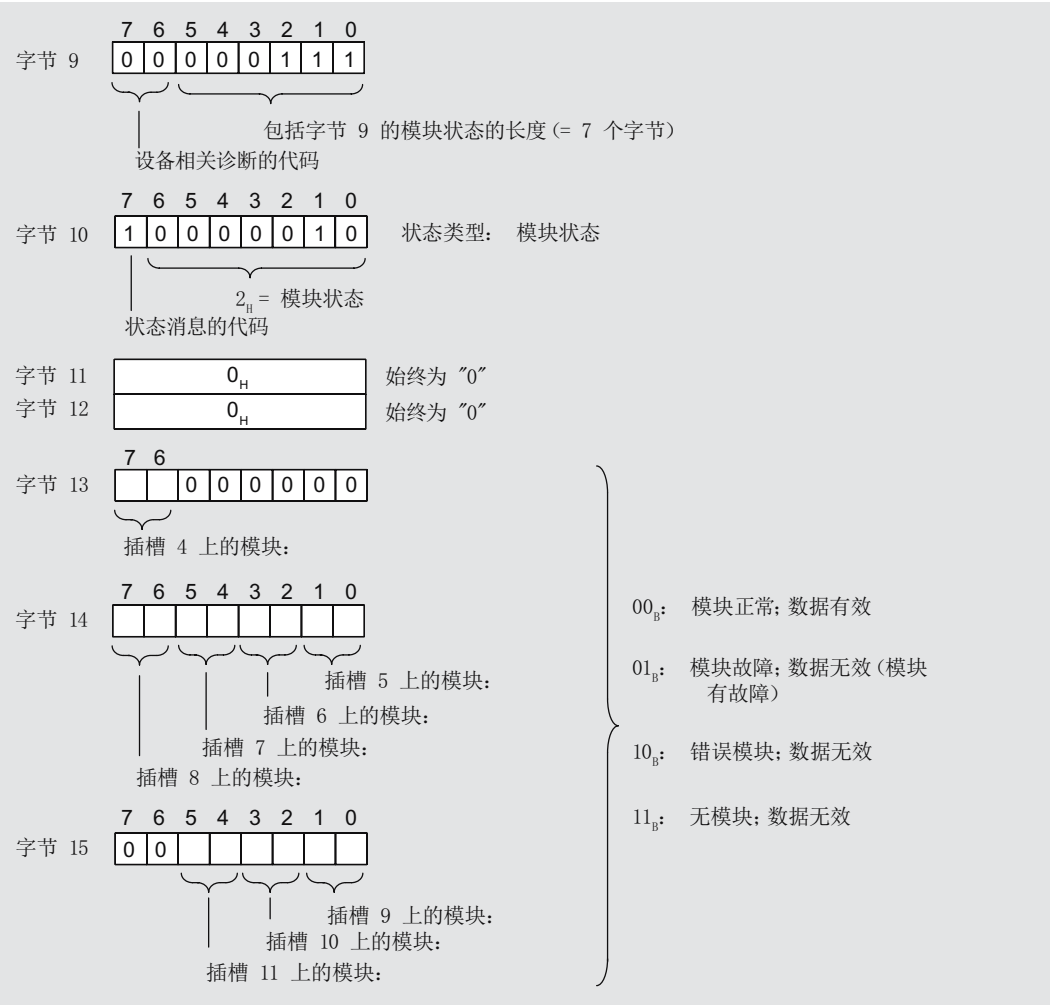 7 6 5 4 3 2 1 0
字节 9 0 0 0 0 0 1 1 1
包括字节 9 的模块状态的长度(= 7 个字节)
设备相关诊断的代码
7 6 5 4 3 2 1 0
字节 10 1 0 0 0 0 0 1 0 状态类型: 模块状态
2H = 模块状态
状态消息的代码
字节 11 0H 始终为 "0"
字节 12 0H 始终为 "0"
7 6
字节 13 0 0 0 0 0 0
插槽 4 上的模块:
7 6 5 4 3 2 1 0
字节 14
插槽 5 上的模块:
插槽 6 上的模块:
插槽 7 上的模块:
插槽 8 上的模块:
7 6 5 4 3 2 1 0
字节 15 0 0
插槽 9 上的模块:
插槽 10 上的模块:
插槽 11 上的模块:
00B: 模块正常; 数据有效
01B: 模块故障; 数据无效(模块
有故障)
10B: 错误模块; 数据无效
11B: 无模块; 数据无效